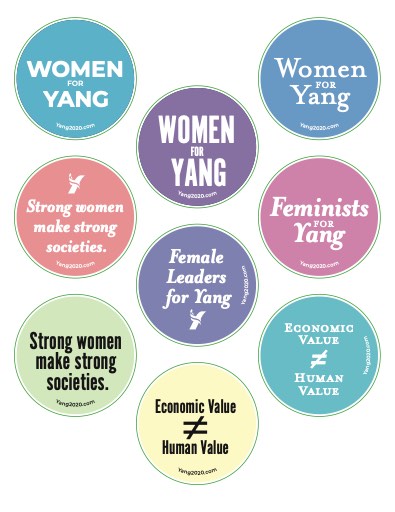 WOMEN
FOR
YANG
Yang2020.com
Women
FOR
Yang
Yang2020.com
WOMEN
FOR
YANG
Yang2020.com
Strong women
make strong
societies.
Yang2020.com
Feminists
FOR
Yang
Yang2020.com
Female
Leaders
for Yang
Yang2020.com
Strong women
make strong
societies.
Yang2020.com
ECONOMIC
VALUE
≠
HUMAN
VALUE
Yang2020.com
Economic Value
≠
Human Value
Yang2020.com